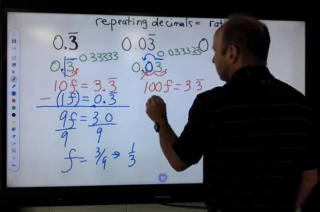 repeating decimals = rat
0.3̅ 0.03̅ 0
0.3̅ 0.33333 0.03̅ 0.033333
10f = 3.3̅ 100f = 3.3̅
- (1f) = 0.3̅
9f = 3.0
9 9
f = 3/9 → 1/3